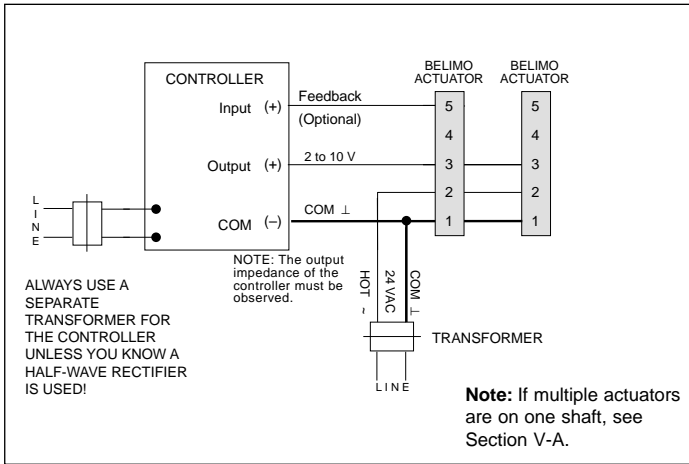 BELIMO
ACTUATOR
BELIMO
ACTUATOR
CONTROLLER
Input (+)
Feedback
(Optional)
5
5
4
4
Output (+)
2 to 10 V
3
3
2
2
COM (–)
COM ⊥
1
1
LINE
NOTE: The output
impedance of the
controller must be
observed.
ALWAYS USE A
SEPARATE
TRANSFORMER FOR
THE CONTROLLER
UNLESS YOU KNOW A
HALF-WAVE RECTIFIER
IS USED!
HOT ~
24 VAC
COM ⊥
TRANSFORMER
LINE
Note: If multiple actuators
are on one shaft, see
Section V-A.